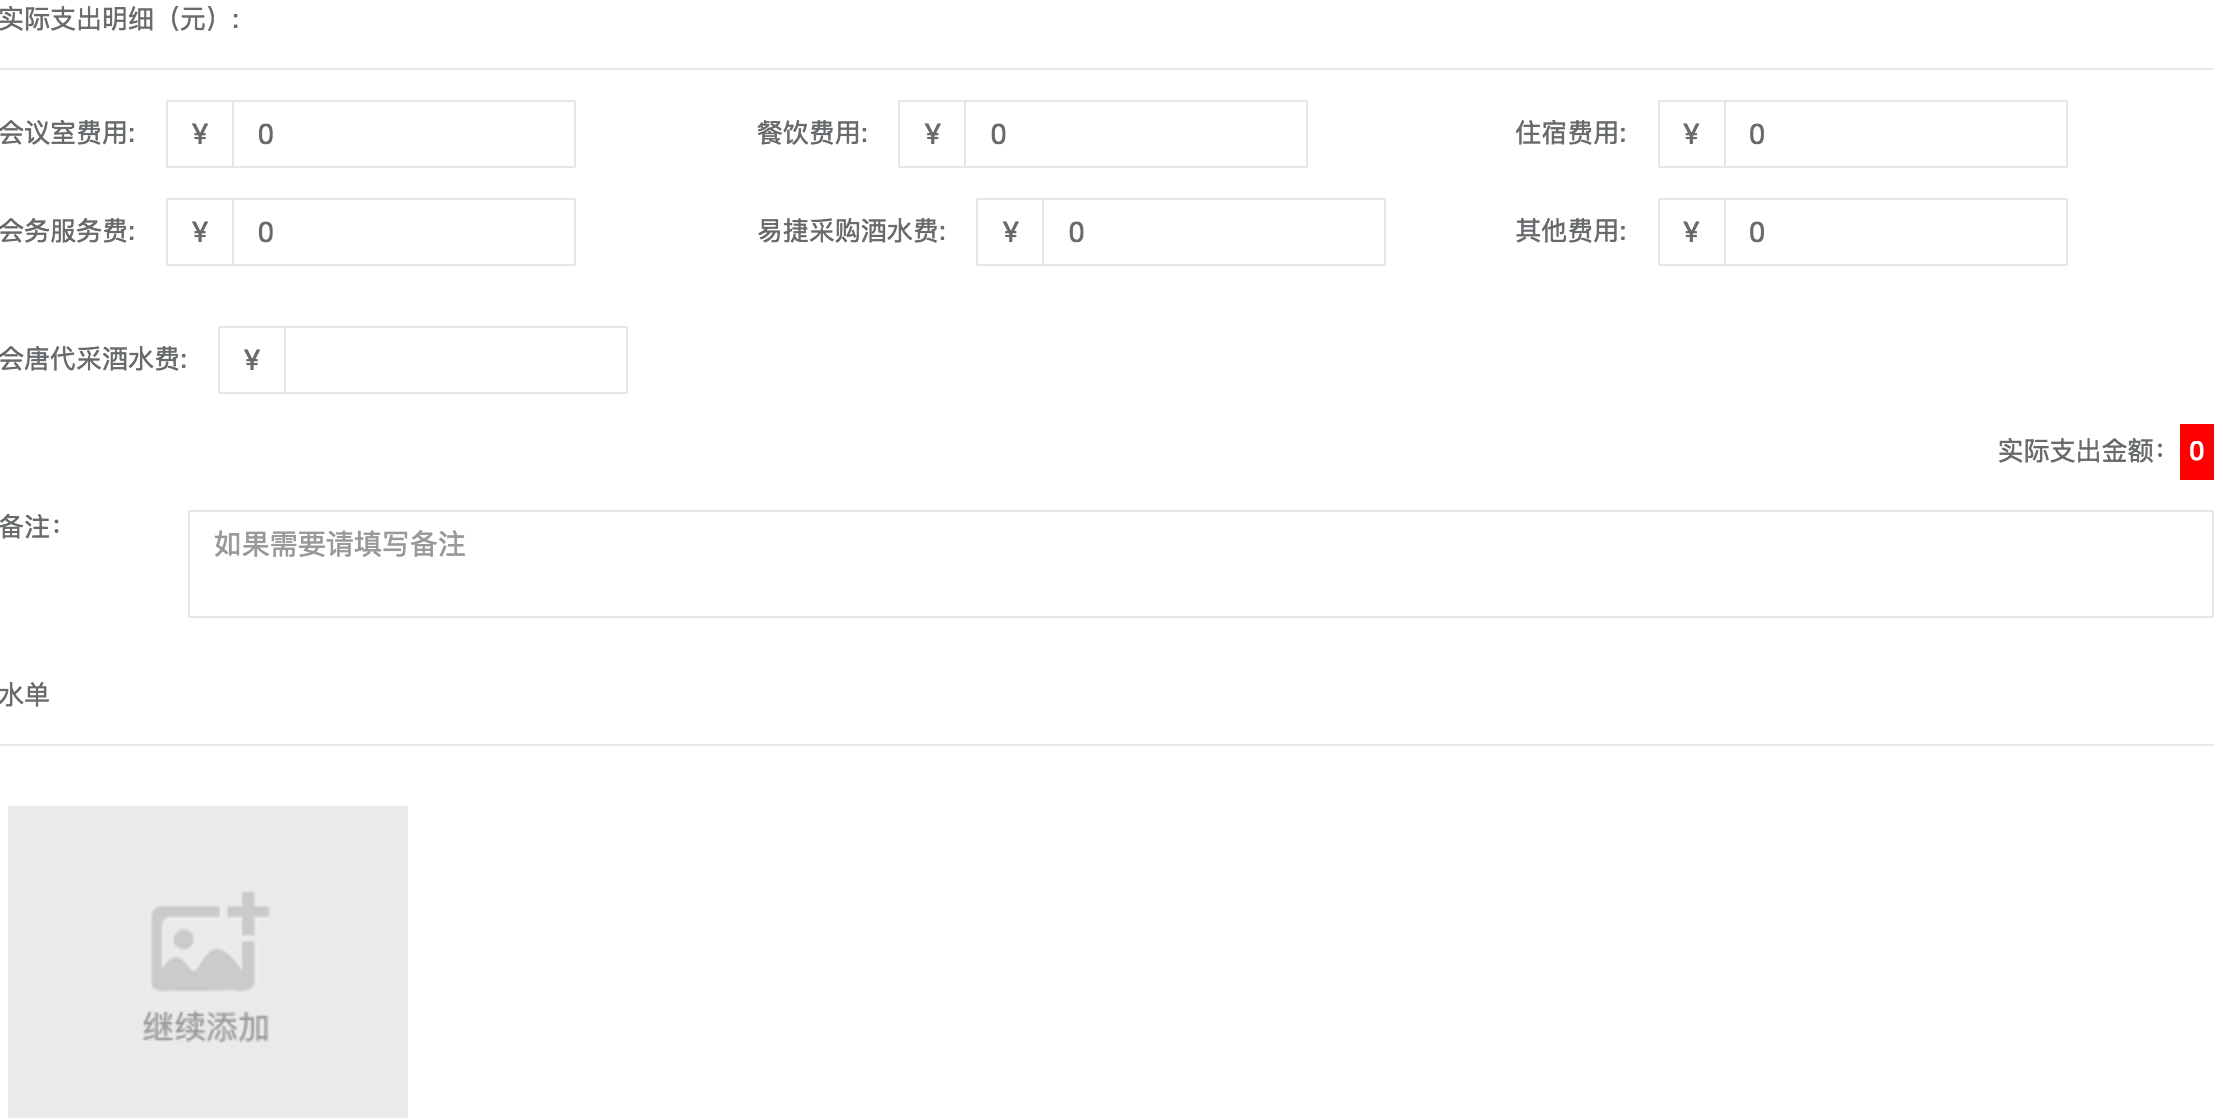 实际支出明细（元）:
会议室费用: ¥ 0 餐饮费用: ¥ 0 住宿费用: ¥ 0
会务服务费: ¥ 0 易捷采购酒水费: ¥ 0 其他费用: ¥ 0
会唐代采酒水费: ¥
实际支出金额: 0
备注: 如果需要请填写备注
水单
继续添加